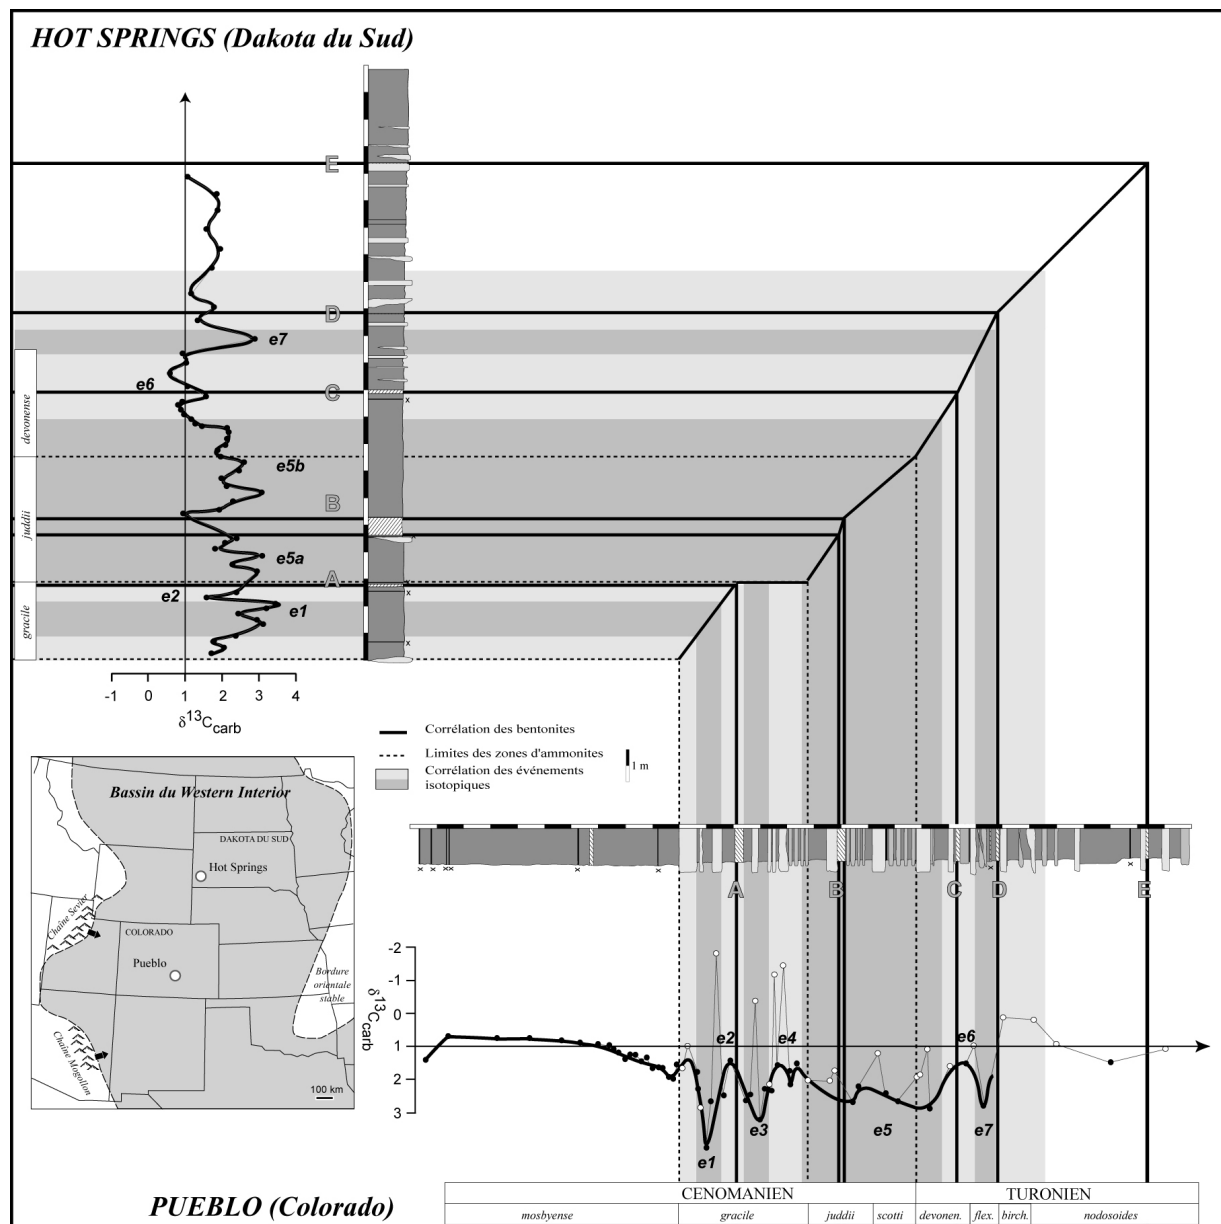 HOT SPRINGS (Dakota du Sud)
E
D
e7
C
e6
devonense
e5b
B
juddii
e5a
A
e2
e1
gracile
x
x
x
x
x
-1 0 1 2 3 4
δ13Ccarb
Corrélation des bentonites
Limites des zones d'ammonites
Corrélation des événements
isotopiques
1 m
Bassin du Western Interior
DAKOTA DU SUD
Hot Springs
Chaîne Sevier
COLORADO
Pueblo
Bordure
orientale
stable
Chaîne Mogollon
100 km
x x xx x x x x
A B C D E
-2
-1
0
1
2
3
δ13Ccarb
e2 e4 e6
e3 e5 e7
e1
PUEBLO (Colorado)
CENOMANIEN TURONIEN
mosbyense gracile juddii scotti devonen. flex. birch. nodosoides